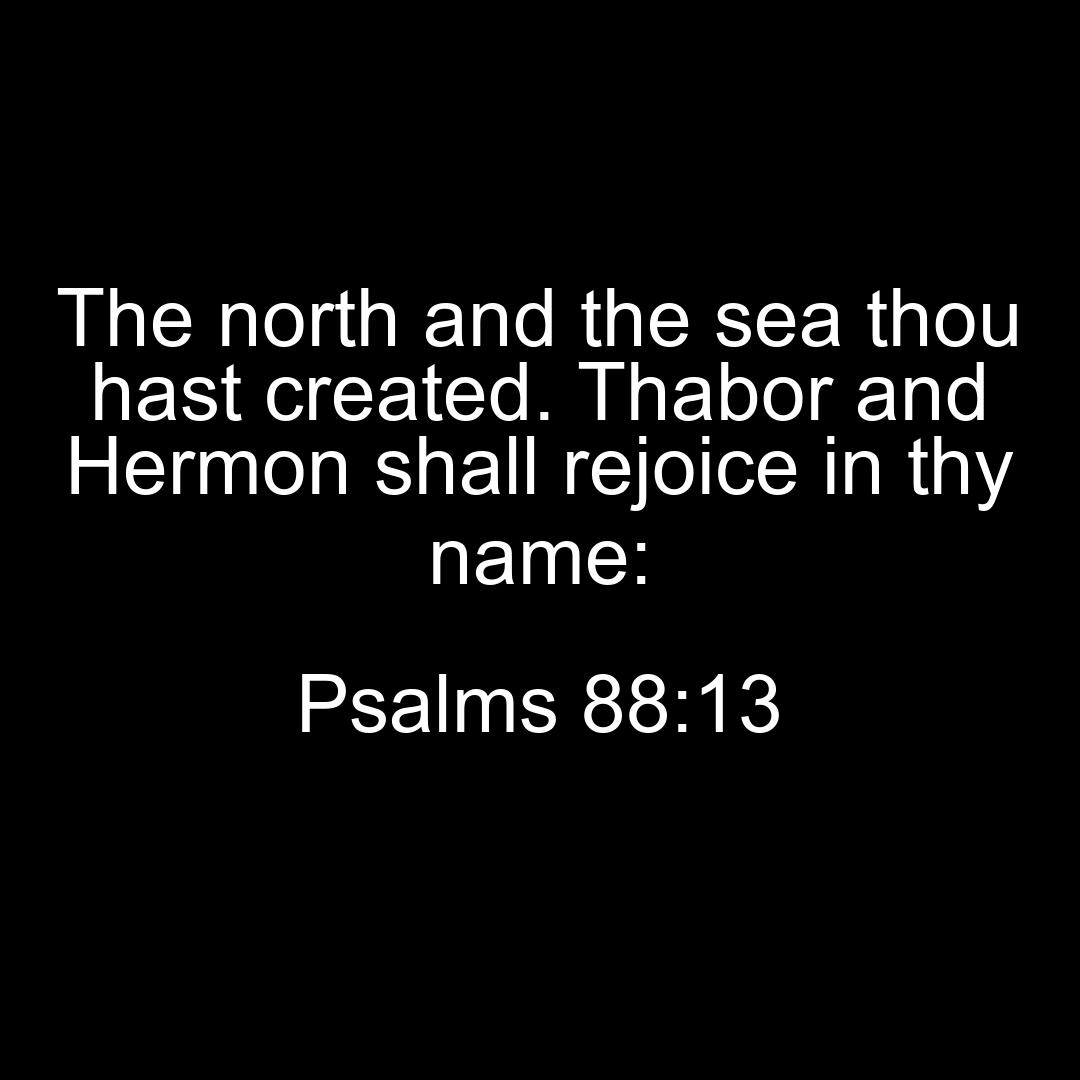 The north and the sea thou
hast created. Thabor and
Hermon shall rejoice in thy
name:
Psalms 88:13